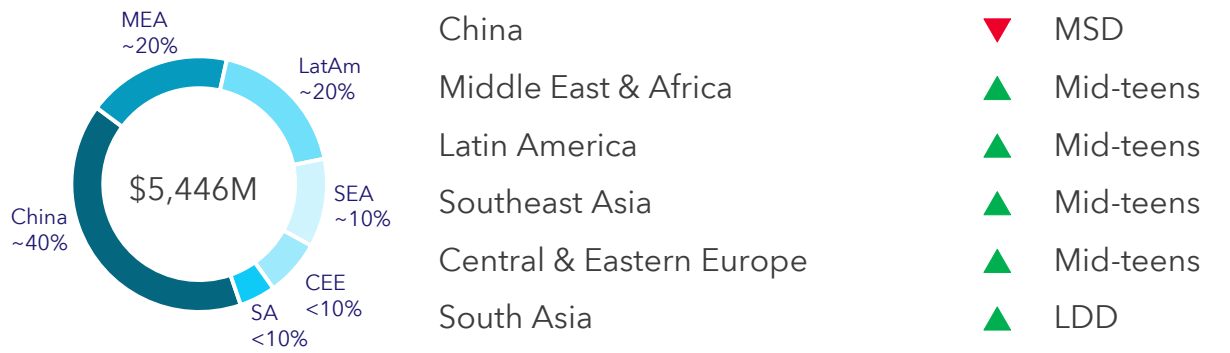 MEA
~20%
LatAm
~20%
SEA
~10%
CEE
<10%
SA
<10%
China
~40%
$5,446M
China MSD
Middle East & Africa Mid-teens
Latin America Mid-teens
Southeast Asia Mid-teens
Central & Eastern Europe Mid-teens
South Asia LDD